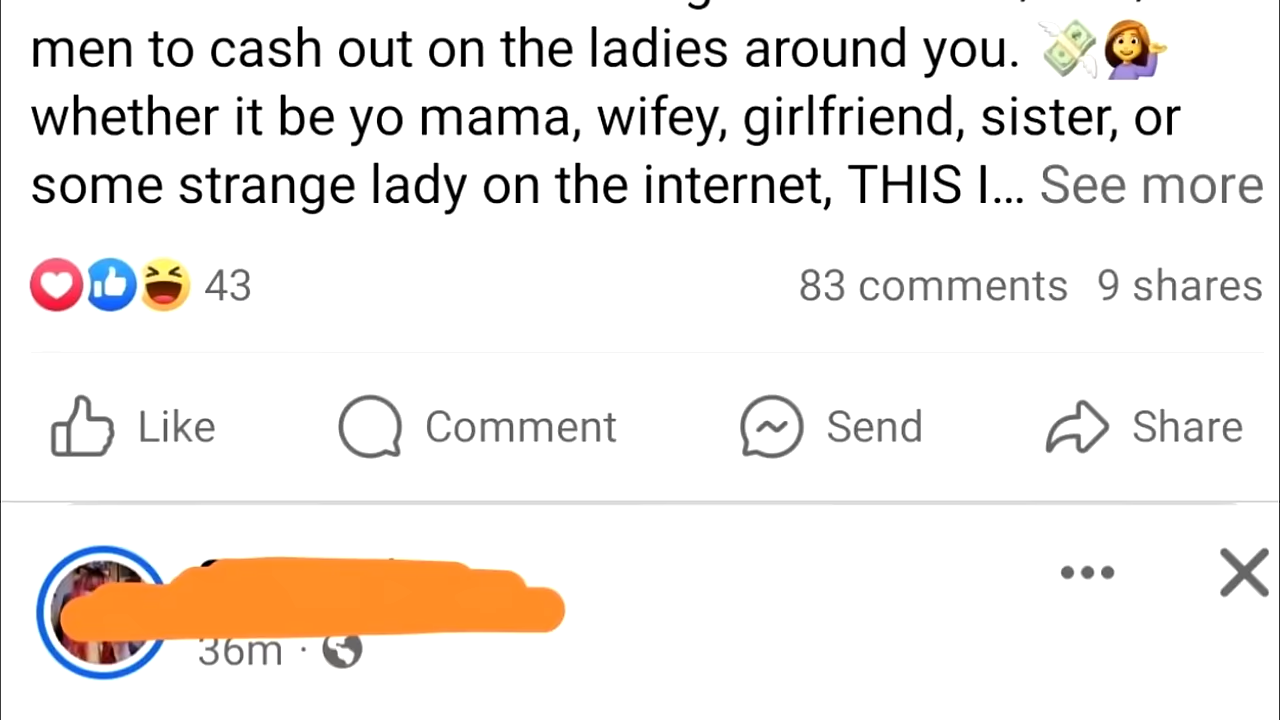 men to cash out on the ladies around you. 💸💁‍♀️
whether it be yo mama, wifey, girlfriend, sister, or
some strange lady on the internet, THIS I... See more
43 83 comments 9 shares
Like Comment Send Share
36m ·